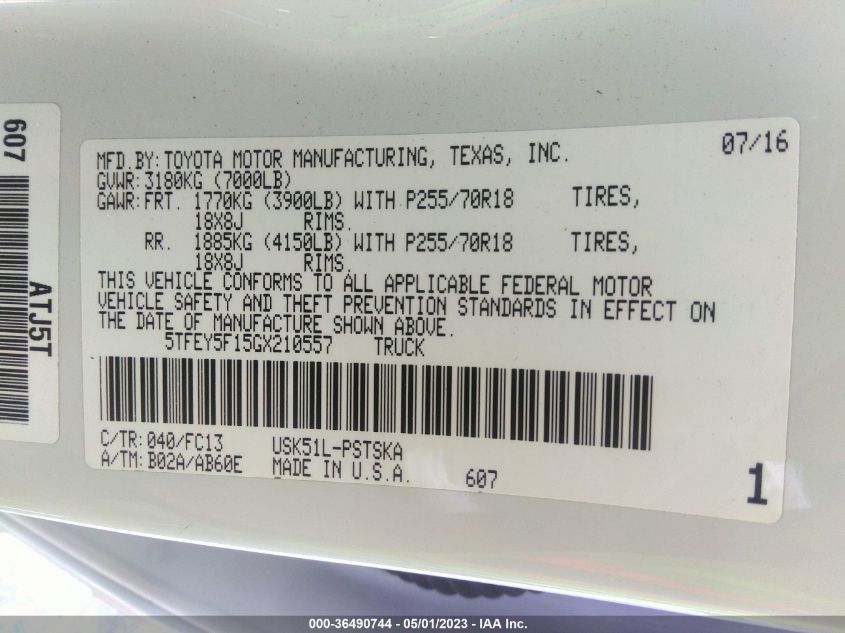 607
ATJ5T
07/16
MFD.BY:TOYOTA MOTOR MANUFACTURING, TEXAS, INC.
GVWR:3180KG (7000LB)
GAWR:FRT. 1770KG (3900LB) WITH P255/70R18 TIRES,
18X8J RIMS.
RR. 1885KG (4150LB) WITH P255/70R18 TIRES,
18X8J RIMS.
THIS VEHICLE CONFORMS TO ALL APPLICABLE FEDERAL MOTOR
VEHICLE SAFETY AND THEFT PREVENTION STANDARDS IN EFFECT ON
THE DATE OF MANUFACTURE SHOWN ABOVE.
5TFEY5F15GX210557 TRUCK
C/TR:040/FC13 USK51L-PSTSKA
A/TM:B02A/AB60E MADE IN U.S.A. 607
1
000-36490744 - 05/01/2023 - IAA Inc.